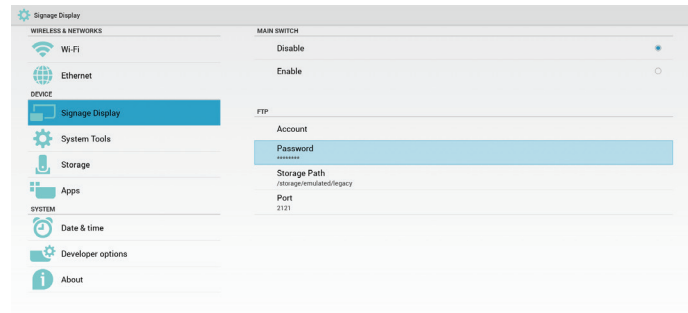 Signage Display
WIRELESS & NETWORKS
Wi-Fi
Ethernet
DEVICE
Signage Display
System Tools
Storage
Apps
SYSTEM
Date & time
Developer options
About
MAIN SWITCH
Disable
Enable
FTP
Account
Password
********
Storage Path
/storage/emulated/legacy
Port
2121